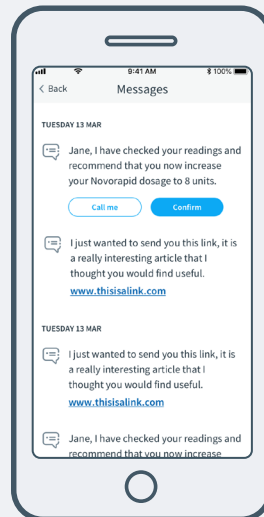 9:41 AM
100%
Back
Messages
TUESDAY 13 MAR
Jane, I have checked your readings and
recommend that you now increase
your Novorapid dosage to 8 units.
Call me
Confirm
I just wanted to send you this link, it is
a really interesting article that I
thought you would find useful.
www.thisisalink.com
TUESDAY 13 MAR
I just wanted to send you this link, it is
a really interesting article that I
thought you would find useful.
www.thisisalink.com
Jane, I have checked your readings and
recommend that you now increase